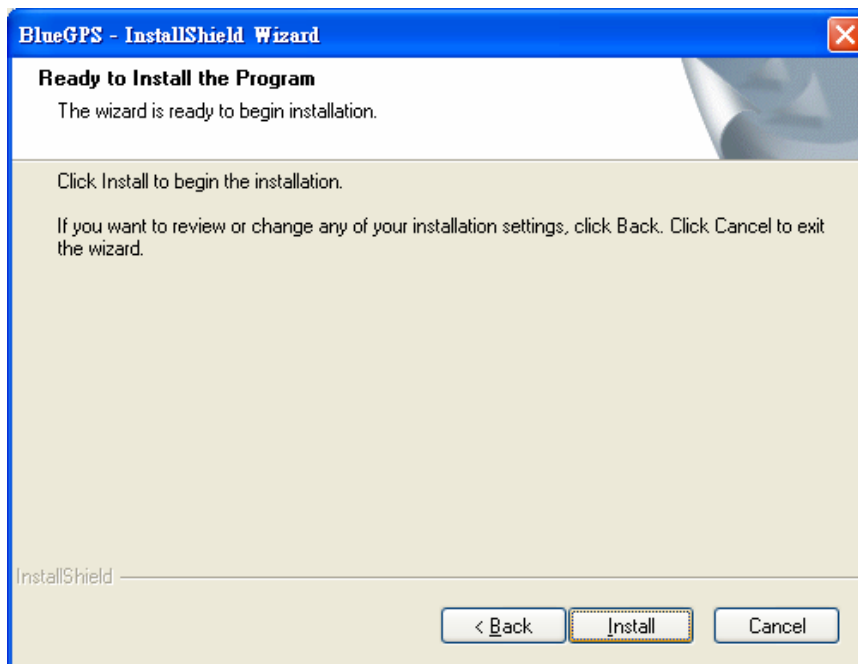 BlueGPS - InstallShield Wizard
Ready to Install the Program
The wizard is ready to begin installation.
Click Install to begin the installation.
If you want to review or change any of your installation settings, click Back. Click Cancel to exit
the wizard.
InstallShield
< Back
Install
Cancel